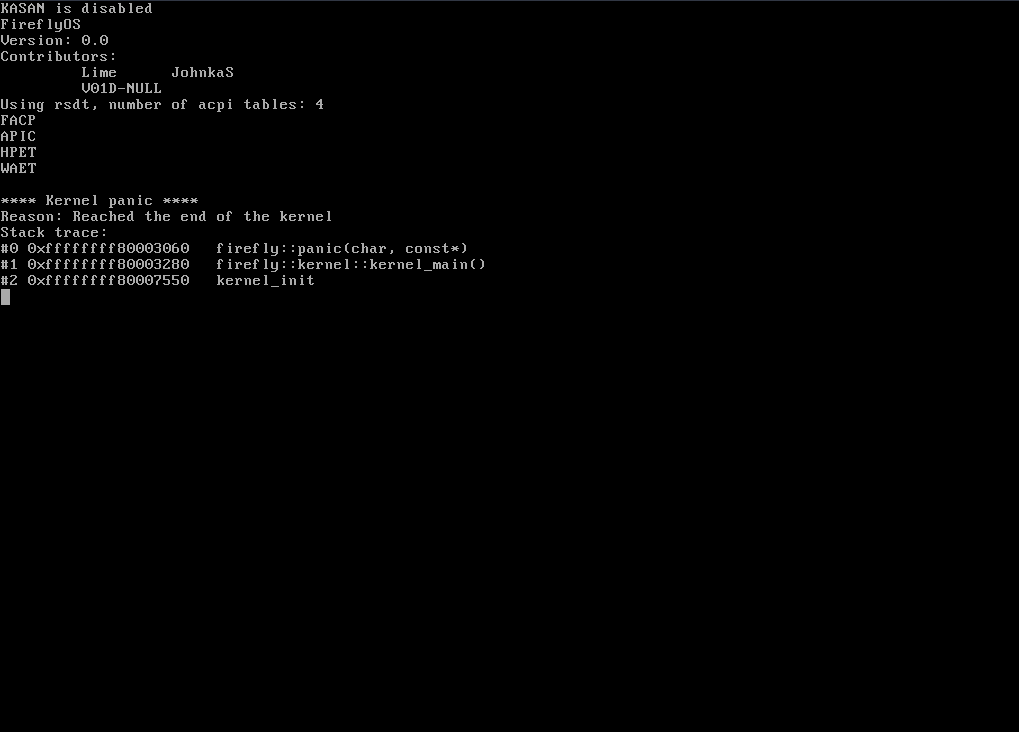 KASAN is disabled
FireflyOS
Version: 0.0
Contributors:
Lime JohnkaS
V01D-NULL
Using rsdt, number of acpi tables: 4
FACP
APIC
HPET
WAET
**** Kernel panic ****
Reason: Reached the end of the kernel
Stack trace:
#0 0xffffffff80003060 firefly::panic(char, const*)
#1 0xffffffff80003280 firefly::kernel::kernel_main()
#2 0xffffffff80007550 kernel_init